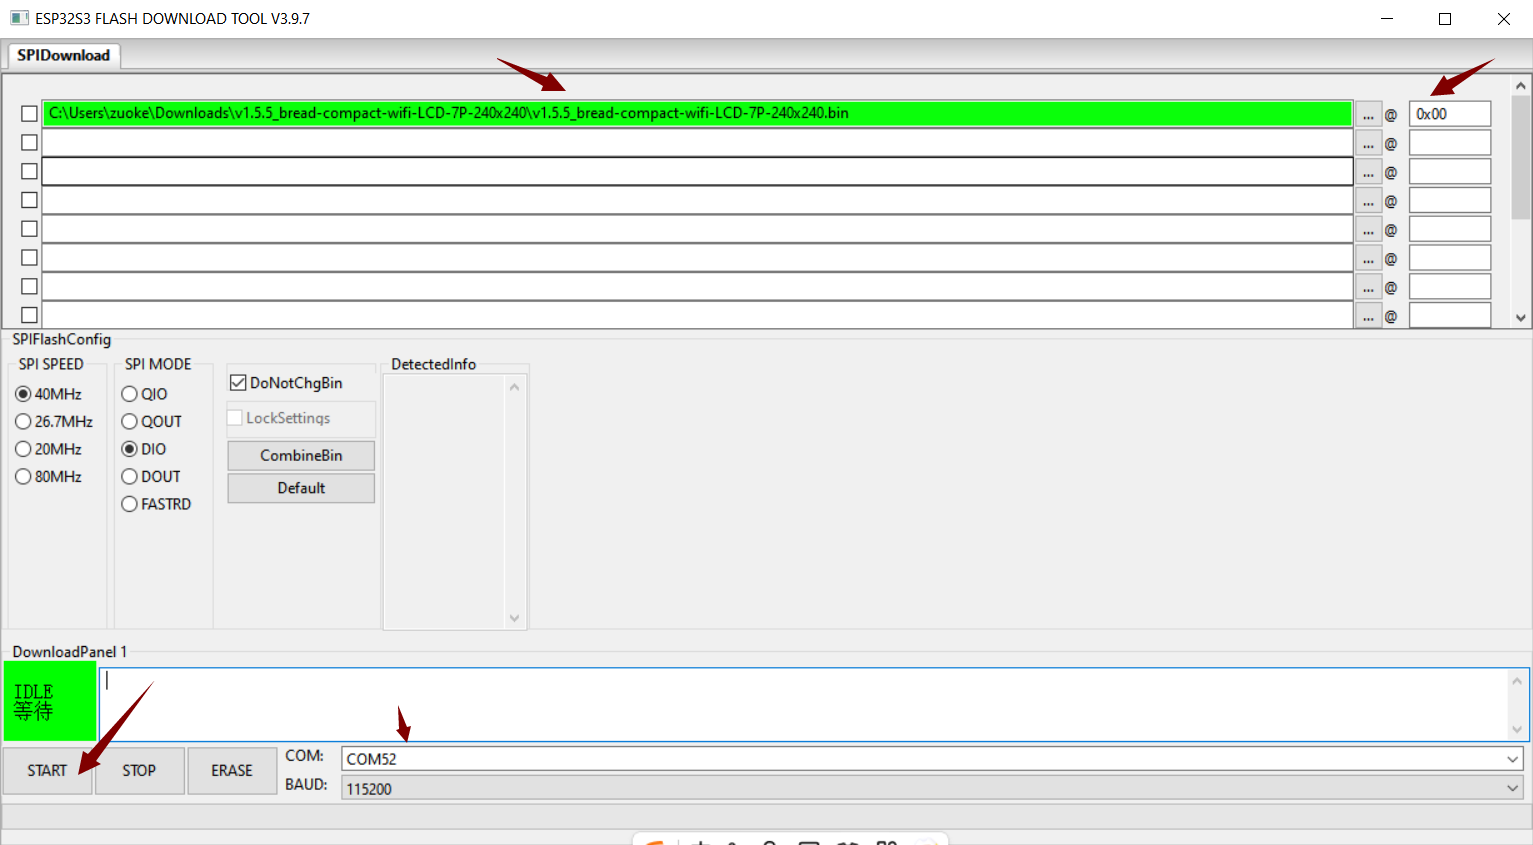 ESP32S3 FLASH DOWNLOAD TOOL V3.9.7
SPIDownload
C:\Users\zuoke\Downloads\v1.5.5_bread-compact-wifi-LCD-7P-240x240\v1.5.5_bread-compact-wifi-LCD-7P-240x240.bin ... @ 0x00
... @
... @
... @
... @
... @
... @
... @
SPIFlashConfig
SPI SPEED
40MHz
26.7MHz
20MHz
80MHz
SPI MODE
QIO
QOUT
DIO
DOUT
FASTRD
DoNotChgBin
LockSettings
CombineBin
Default
DetectedInfo
DownloadPanel 1
IDLE
等待
START STOP ERASE
COM: COM52
BAUD: 115200